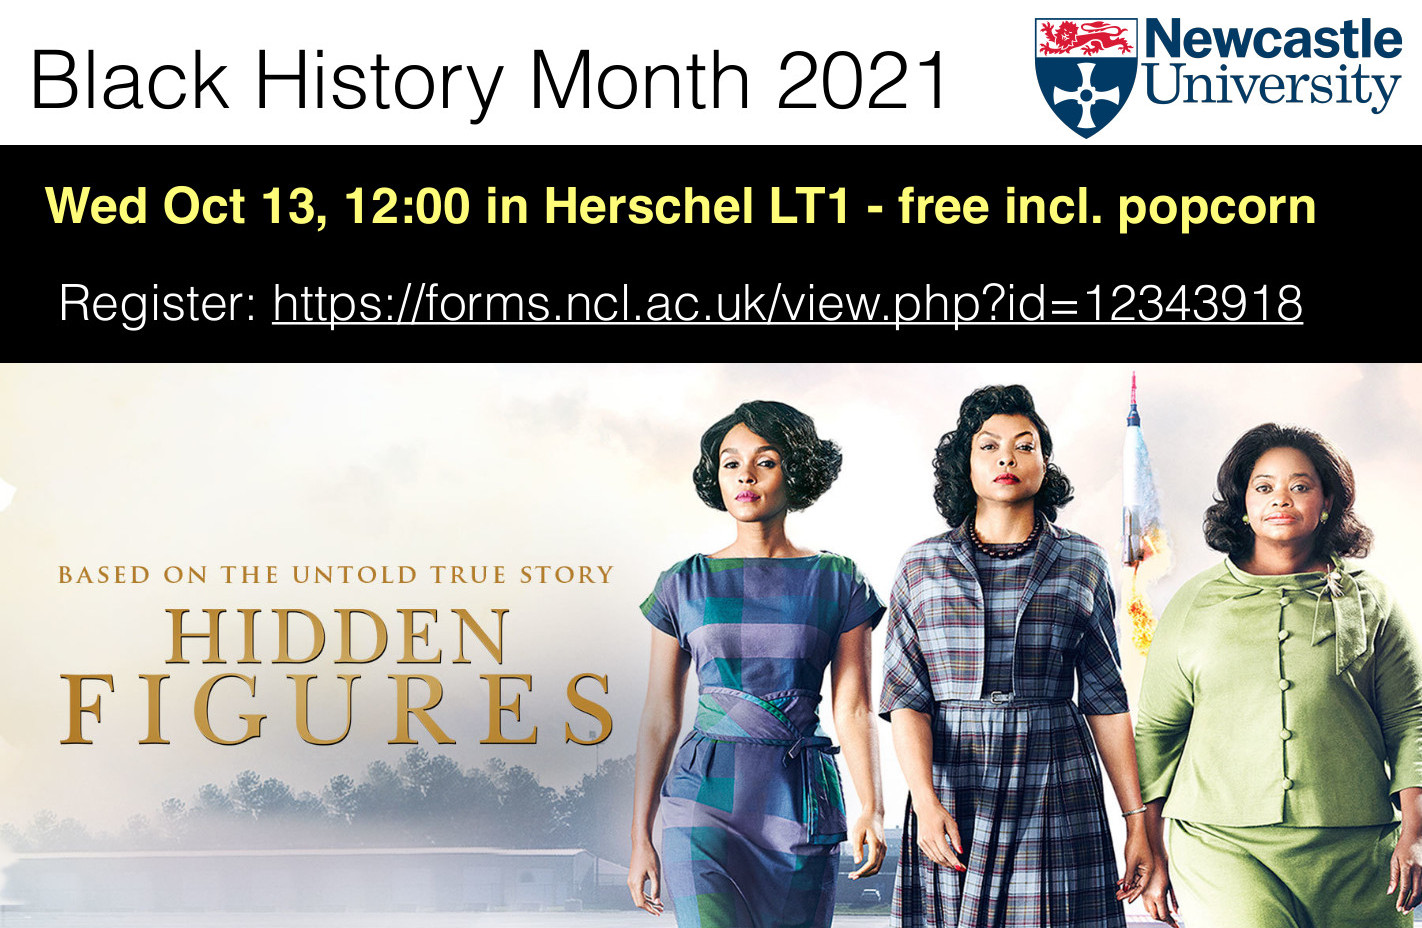 Black History Month 2021
Newcastle
University
Wed Oct 13, 12:00 in Herschel LT1 - free incl. popcorn
Register: https://forms.ncl.ac.uk/view.php?id=12343918
BASED ON THE UNTOLD TRUE STORY
HIDDEN
FIGURES